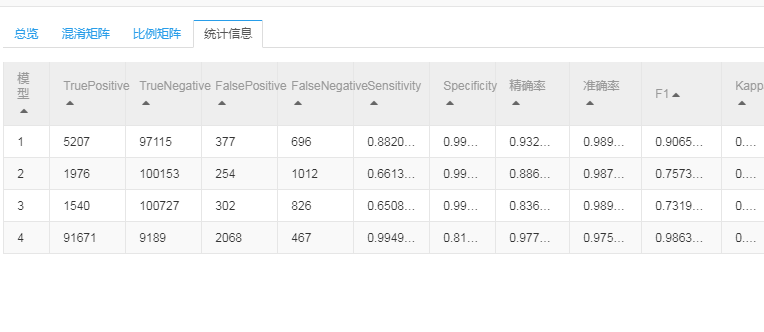 总览 混淆矩阵 比例矩阵 统计信息
模型 TruePositive TrueNegative FalsePositive FalseNegative Sensitivity Specificity 精确率 准确率 F1 Kapp
1 5207 97115 377 696 0.8820... 0.99... 0.932... 0.989... 0.9065... 0....
2 1976 100153 254 1012 0.6613... 0.99... 0.886... 0.987... 0.7573... 0....
3 1540 100727 302 826 0.6508... 0.99... 0.836... 0.989... 0.7319... 0....
4 91671 9189 2068 467 0.9949... 0.81... 0.977... 0.975... 0.9863... 0....